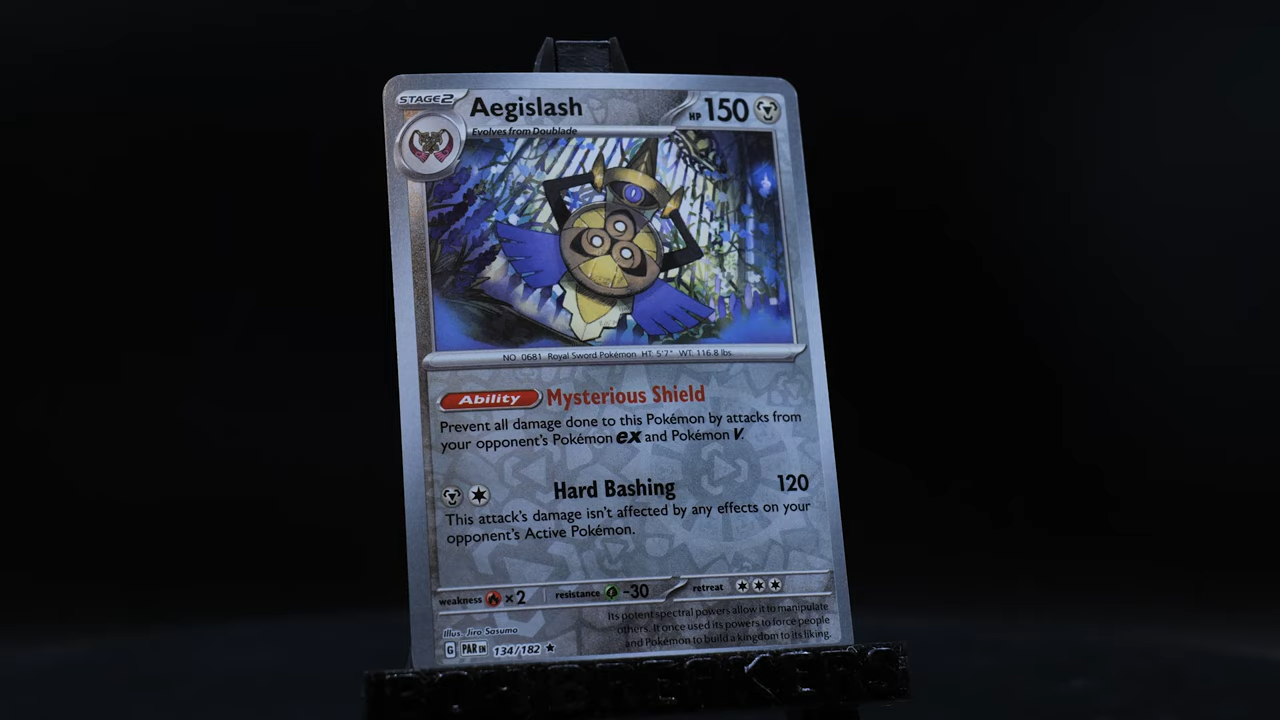 STAGE2 Aegislash HP 150
Evolves from Doublade
NO. 0681 Royal Sword Pokémon HT: 5'7" WT: 116.8 lbs.
Ability Mysterious Shield
Prevent all damage done to this Pokémon by attacks from
your opponent's Pokémon ex and Pokémon V.
Hard Bashing 120
This attack's damage isn't affected by any effects on your
opponent's Active Pokémon.
weakness ×2 resistance -30 retreat
Its potent spectral powers allow it to manipulate
others. It once used its powers to force people
and Pokémon to build a kingdom to its liking.
Illus. Jiro Sasumo
G PAR EN 134/182